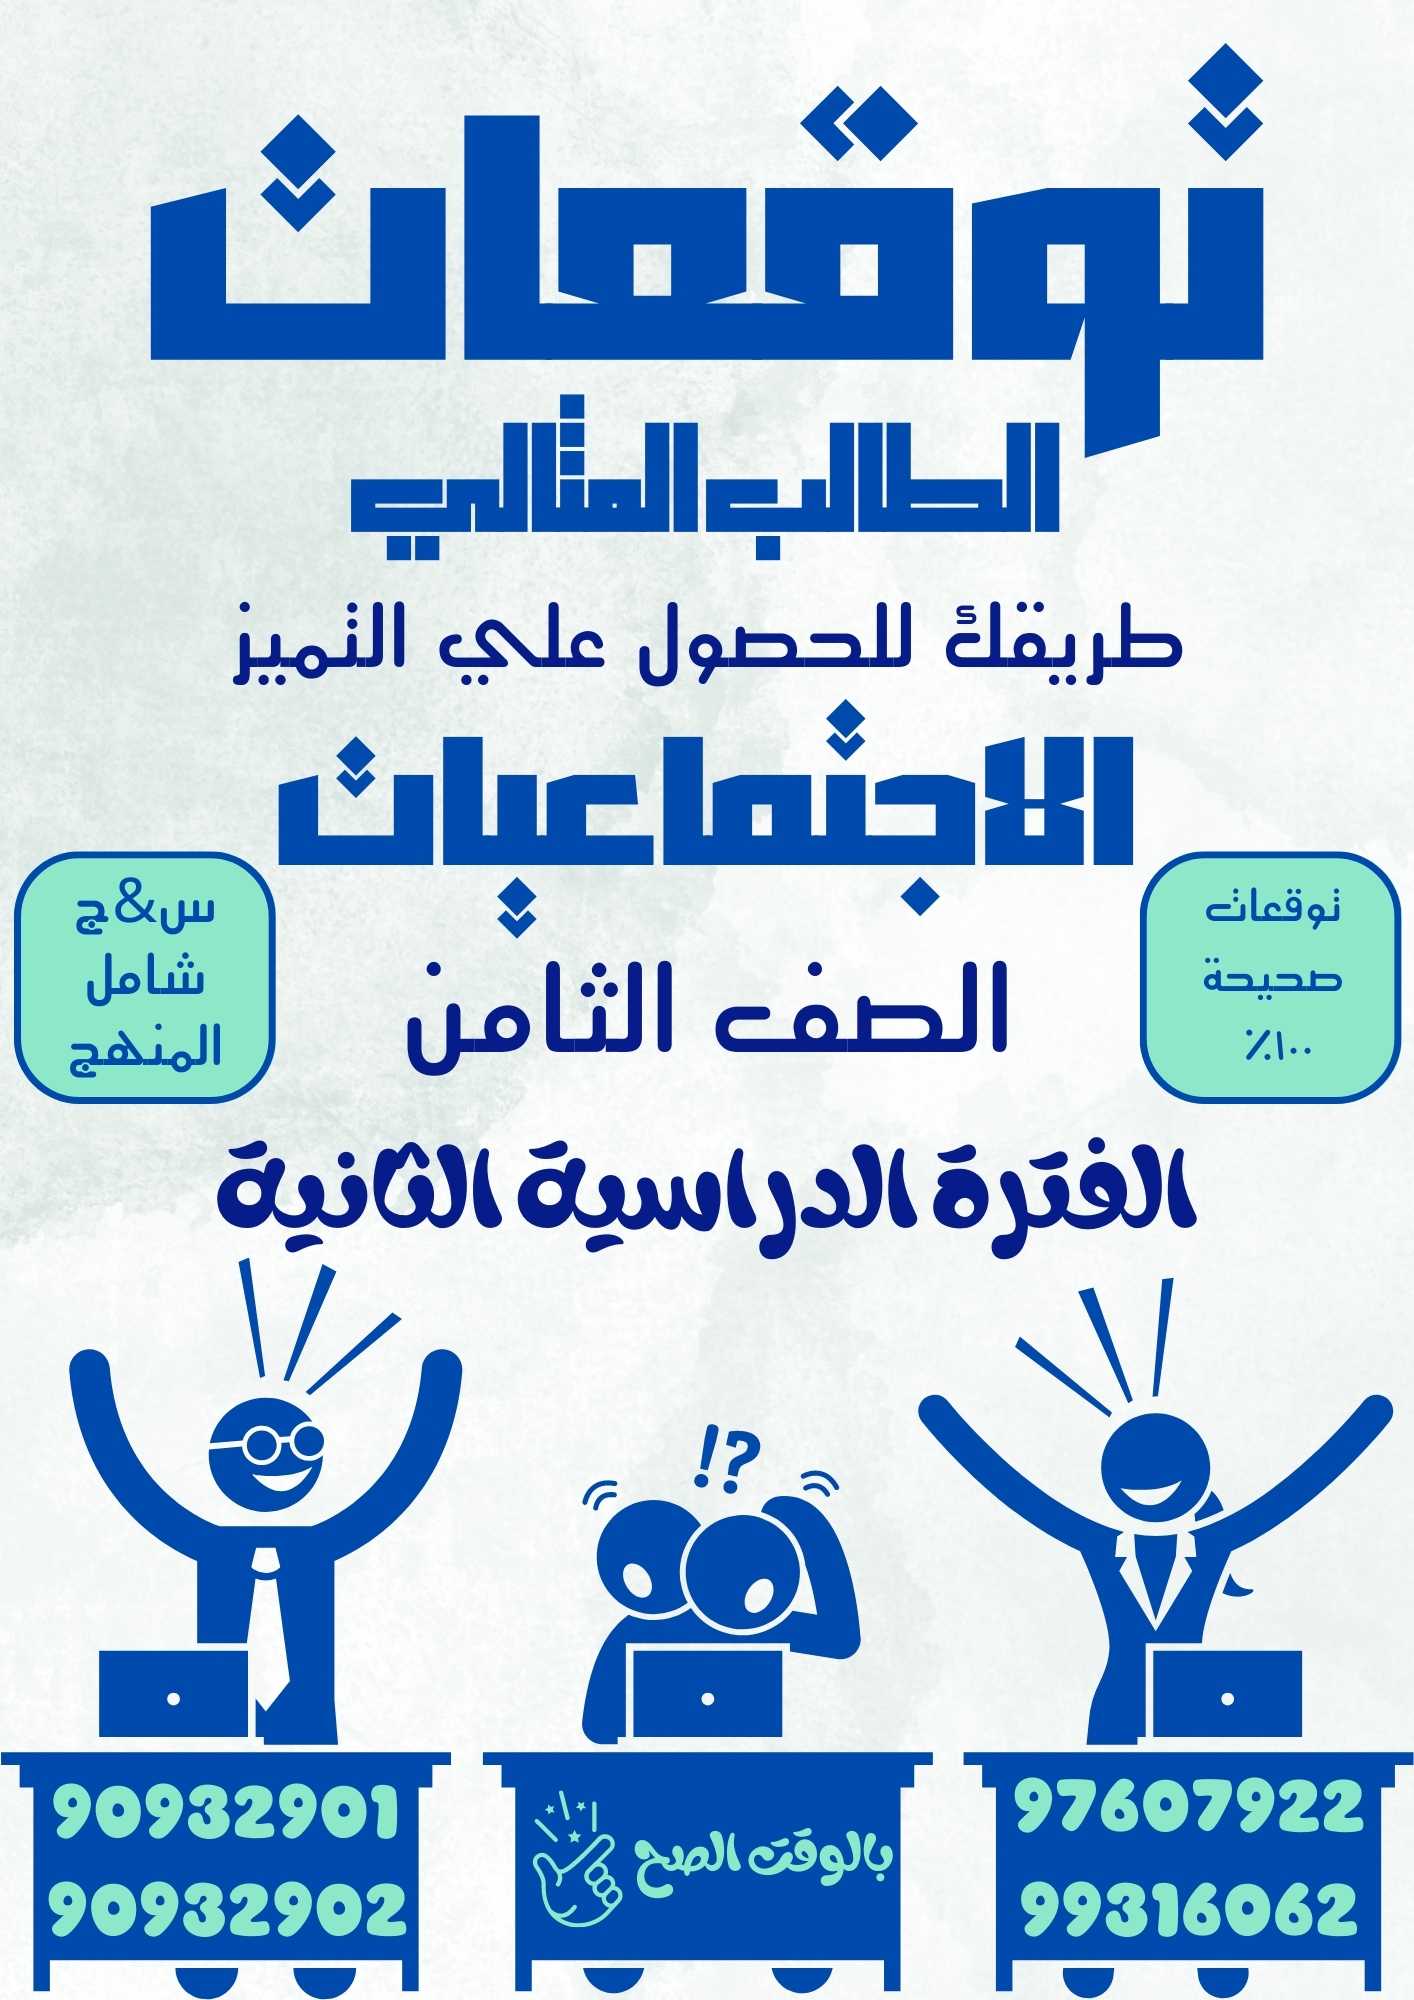 توقعات
الطالب المثالي
طريقك للحصول علي التميز
الاجتماعيات
توقعات
صحيحة
١٠٠٪
س&ج
شامل
المنهج
الصف الثامن
الفترة الدراسية الثانية
!?
97607922
99316062
بالوقت الصح
90932901
90932902